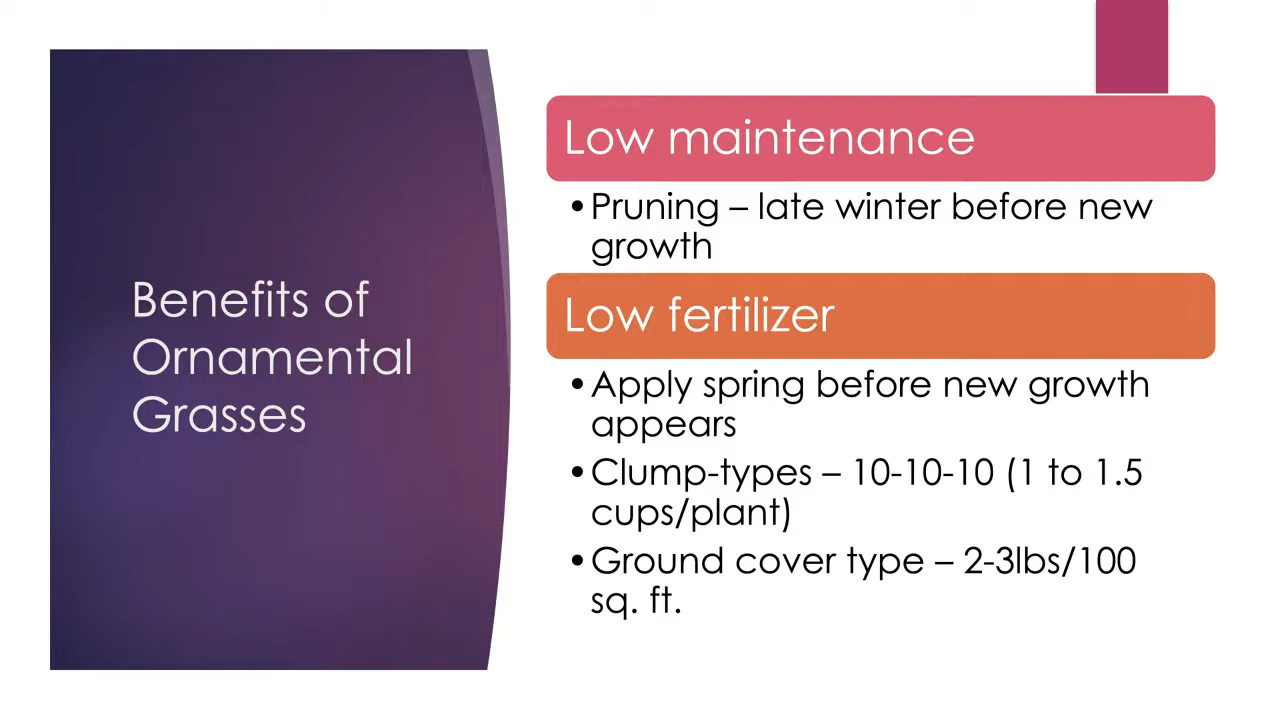 Benefits of
Ornamental
Grasses
Low maintenance
•Pruning – late winter before new
growth
Low fertilizer
•Apply spring before new growth
appears
•Clump-types – 10-10-10 (1 to 1.5
cups/plant)
•Ground cover type – 2-3lbs/100
sq. ft.